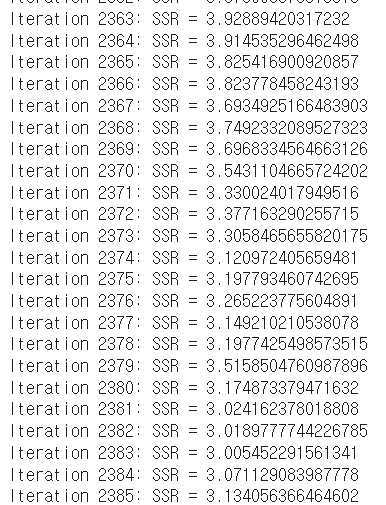 Iteration 2363: SSR = 3.92889420317232
Iteration 2364: SSR = 3.914535296462498
Iteration 2365: SSR = 3.825416900920857
Iteration 2366: SSR = 3.823778458243193
Iteration 2367: SSR = 3.6934925166483903
Iteration 2368: SSR = 3.7492332089527323
Iteration 2369: SSR = 3.6968334564663126
Iteration 2370: SSR = 3.5431104665724202
Iteration 2371: SSR = 3.330024017949516
Iteration 2372: SSR = 3.377163290255715
Iteration 2373: SSR = 3.3058465655820175
Iteration 2374: SSR = 3.120972405659481
Iteration 2375: SSR = 3.197793460742695
Iteration 2376: SSR = 3.265223775604891
Iteration 2377: SSR = 3.149210210538078
Iteration 2378: SSR = 3.1977425498573515
Iteration 2379: SSR = 3.5158504760987896
Iteration 2380: SSR = 3.174873379471632
Iteration 2381: SSR = 3.024162378018808
Iteration 2382: SSR = 3.0189777744226785
Iteration 2383: SSR = 3.005452291561341
Iteration 2384: SSR = 3.071129083987778
Iteration 2385: SSR = 3.134056366464602